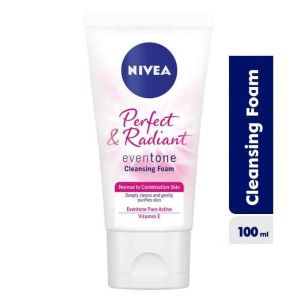 NIVEA
Perfect
& Radiant
eventone
Cleansing Foam
Normal to Combination Skin
Deeply cleans and gently
purifies skin
Eventone Pure-Active
Vitamin E
Cleansing Foam
100 ml